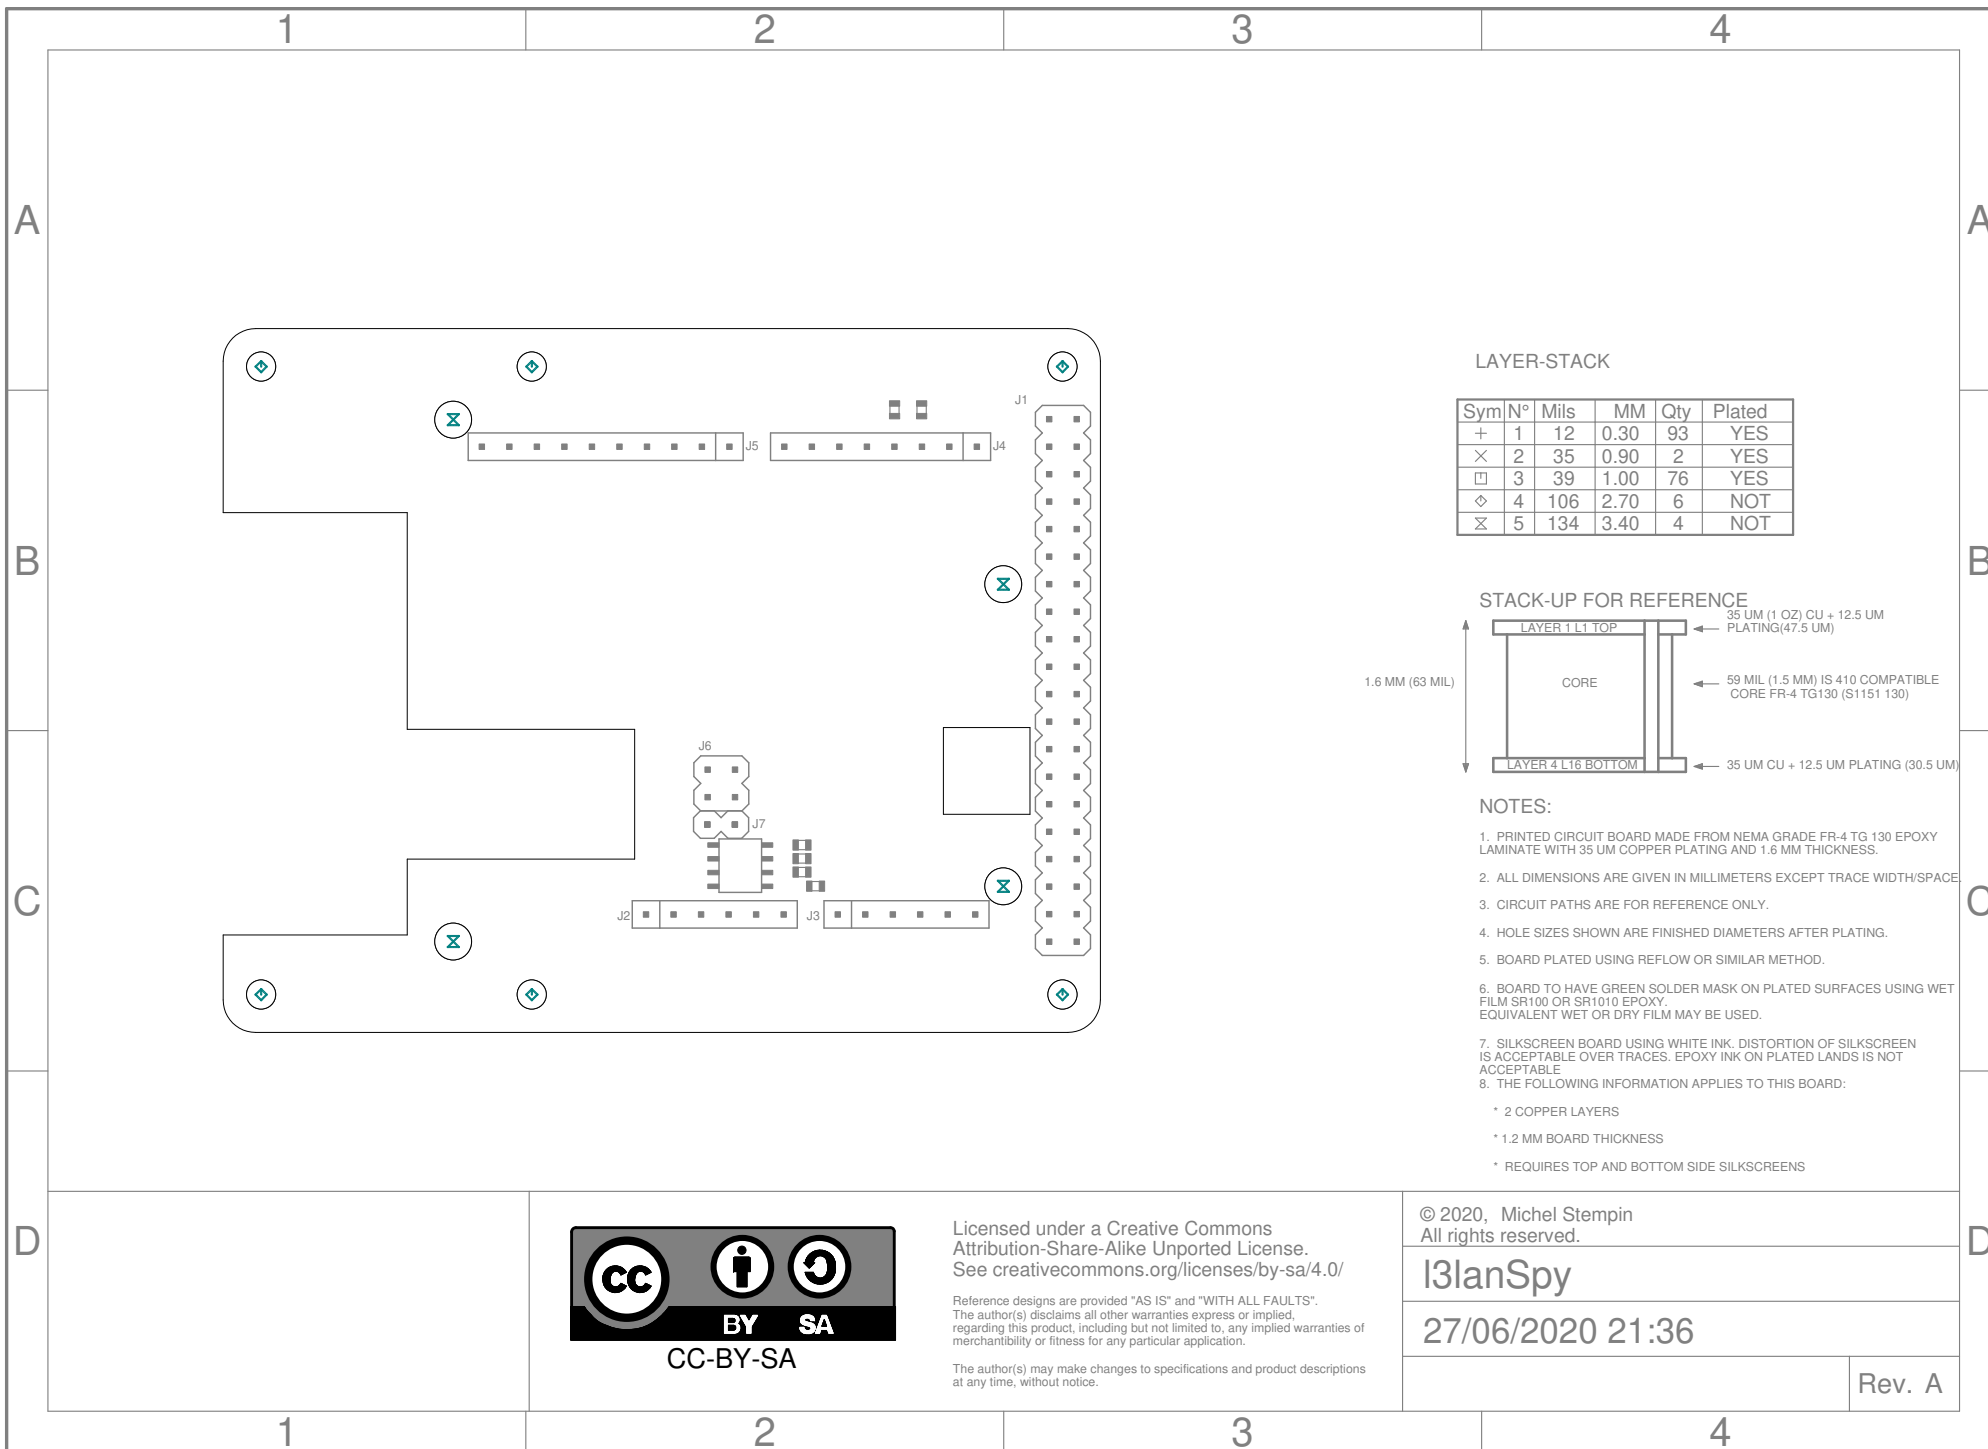 1 2 3 4
A A
B B
C C
D D
J1
J5
J4
J6
J7
J2
J3
LAYER-STACK
Sym N° Mils MM Qty Plated
+ 1 12 0.30 93 YES
× 2 35 0.90 2 YES
3 39 1.00 76 YES
4 106 2.70 6 NOT
5 134 3.40 4 NOT
STACK-UP FOR REFERENCE
LAYER 1 L1 TOP
35 UM (1 OZ) CU + 12.5 UM
PLATING(47.5 UM)
1.6 MM (63 MIL)
CORE
59 MIL (1.5 MM) IS 410 COMPATIBLE
CORE FR-4 TG130 (S1151 130)
LAYER 4 L16 BOTTOM
35 UM CU + 12.5 UM PLATING (30.5 UM)
NOTES:
1. PRINTED CIRCUIT BOARD MADE FROM NEMA GRADE FR-4 TG 130 EPOXY
LAMINATE WITH 35 UM COPPER PLATING AND 1.6 MM THICKNESS.
2. ALL DIMENSIONS ARE GIVEN IN MILLIMETERS EXCEPT TRACE WIDTH/SPACE.
3. CIRCUIT PATHS ARE FOR REFERENCE ONLY.
4. HOLE SIZES SHOWN ARE FINISHED DIAMETERS AFTER PLATING.
5. BOARD PLATED USING REFLOW OR SIMILAR METHOD.
6. BOARD TO HAVE GREEN SOLDER MASK ON PLATED SURFACES USING WET
FILM SR100 OR SR1010 EPOXY.
EQUIVALENT WET OR DRY FILM MAY BE USED.
7. SILKSCREEN BOARD USING WHITE INK. DISTORTION OF SILKSCREEN
IS ACCEPTABLE OVER TRACES. EPOXY INK ON PLATED LANDS IS NOT
ACCEPTABLE
8. THE FOLLOWING INFORMATION APPLIES TO THIS BOARD:
* 2 COPPER LAYERS
* 1.2 MM BOARD THICKNESS
* REQUIRES TOP AND BOTTOM SIDE SILKSCREENS
cc
BY SA
CC-BY-SA
Licensed under a Creative Commons
Attribution-Share-Alike Unported License.
See creativecommons.org/licenses/by-sa/4.0/
Reference designs are provided "AS IS" and "WITH ALL FAULTS".
The author(s) disclaims all other warranties express or implied,
regarding this product, including but not limited to, any implied warranties of
merchantibility or fitness for any particular application.
The author(s) may make changes to specifications and product descriptions
at any time, without notice.
© 2020, Michel Stempin
All rights reserved.
l3lanSpy
27/06/2020 21:36
Rev. A
1 2 3 4